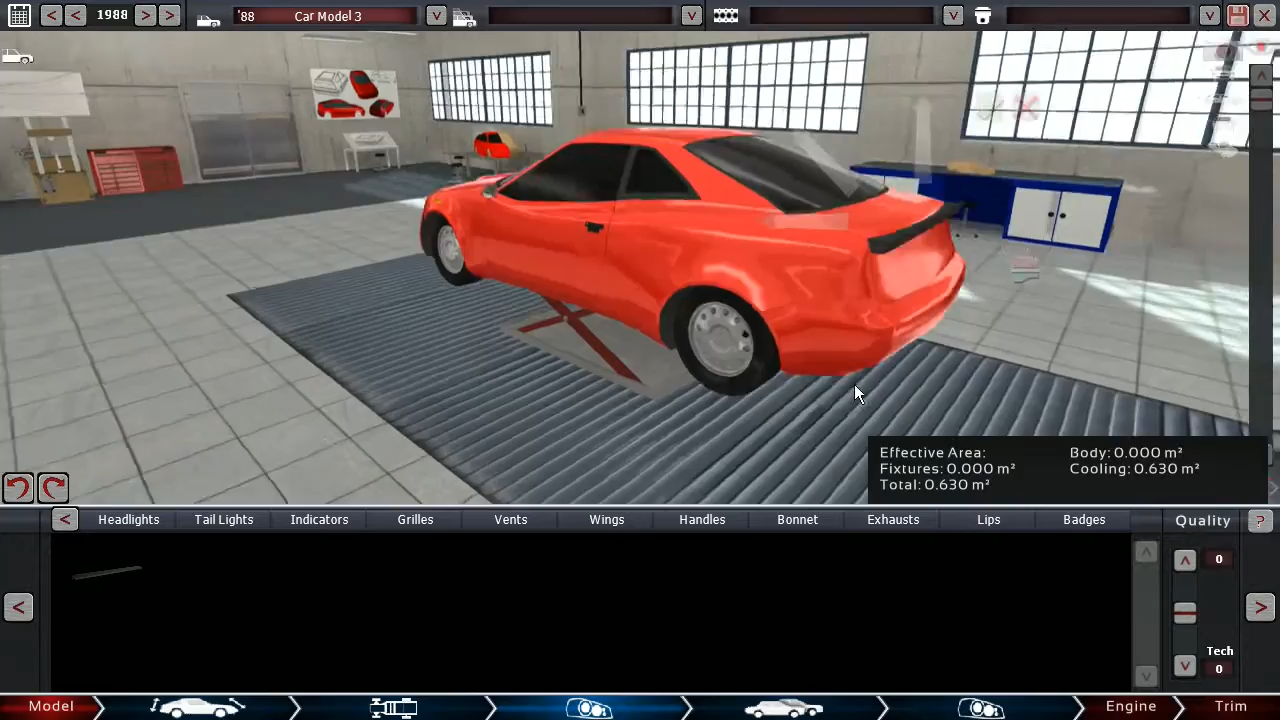 1988 '88 Car Model 3
Effective Area: Body: 0.000 m²
Fixtures: 0.000 m² Cooling: 0.630 m²
Total: 0.630 m²
Headlights Tail Lights Indicators Grilles Vents Wings Handles Bonnet Exhausts Lips Badges Quality ?
0
Tech
0
Model Engine Trim